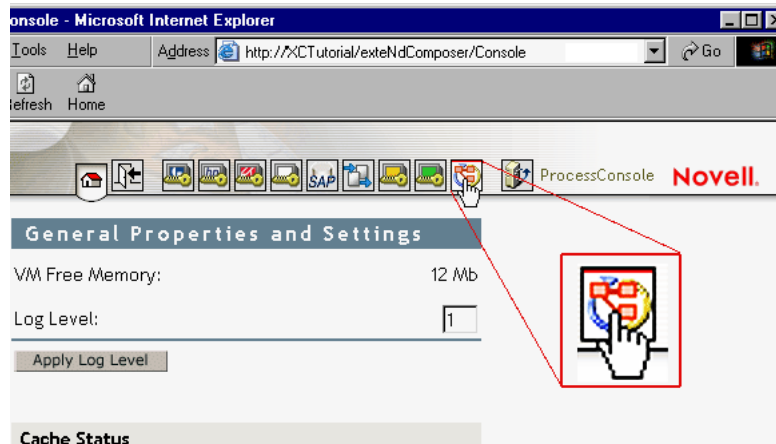 onsole - Microsoft Internet Explorer
Tools Help Address http://XCTutorial/exteNdComposer/Console Go
Refresh Home
SAP ProcessConsole Novell.
General Properties and Settings
VM Free Memory: 12 Mb
Log Level: 1
Apply Log Level
Cache Status